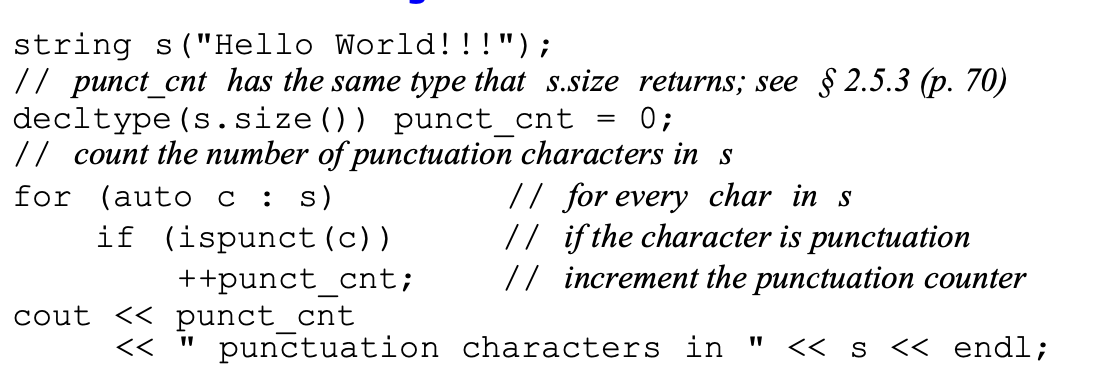 string s("Hello World!!!");
// punct_cnt has the same type that s.size returns; see § 2.5.3 (p. 70)
decltype(s.size()) punct_cnt = 0;
// count the number of punctuation characters in s
for (auto c : s)           // for every char in s
    if (ispunct(c))        // if the character is punctuation
        ++punct_cnt;       // increment the punctuation counter
cout << punct_cnt
     << " punctuation characters in " << s << endl;